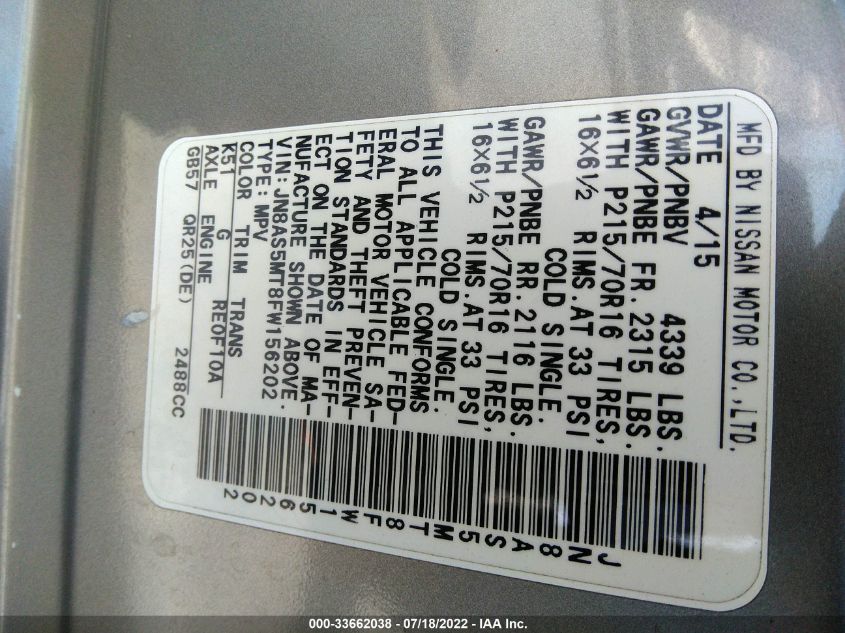 MFD BY NISSAN MOTOR CO.,LTD.
DATE 4/15
GVWR/PNBV 4339 LBS.
GAWR/PNBE FR. 2315 LBS.
WITH P215/70R16 TIRES,
16X6½ RIMS.AT 33 PSI
COLD SINGLE.
GAWR/PNBE RR. 2116 LBS.
WITH P215/70R16 TIRES,
16X6½ RIMS.AT 33 PSI
COLD SINGLE.
THIS VEHICLE CONFORMS
TO ALL APPLICABLE FED-
ERAL MOTOR VEHICLE SA-
FETY AND THEFT PREVEN-
TION STANDARDS IN EFF-
ECT ON THE DATE OF MA-
NUFACTURE SHOWN ABOVE.
VIN: JN8AS5MT8FW156202
TYPE: MPV
COLOR TRIM TRANS
K51 G RE0F10A
AXLE ENGINE
GB57 QR25(DE) 2488CC
JN8AS5MT8FW156202
000-33662038 - 07/18/2022 - IAA Inc.